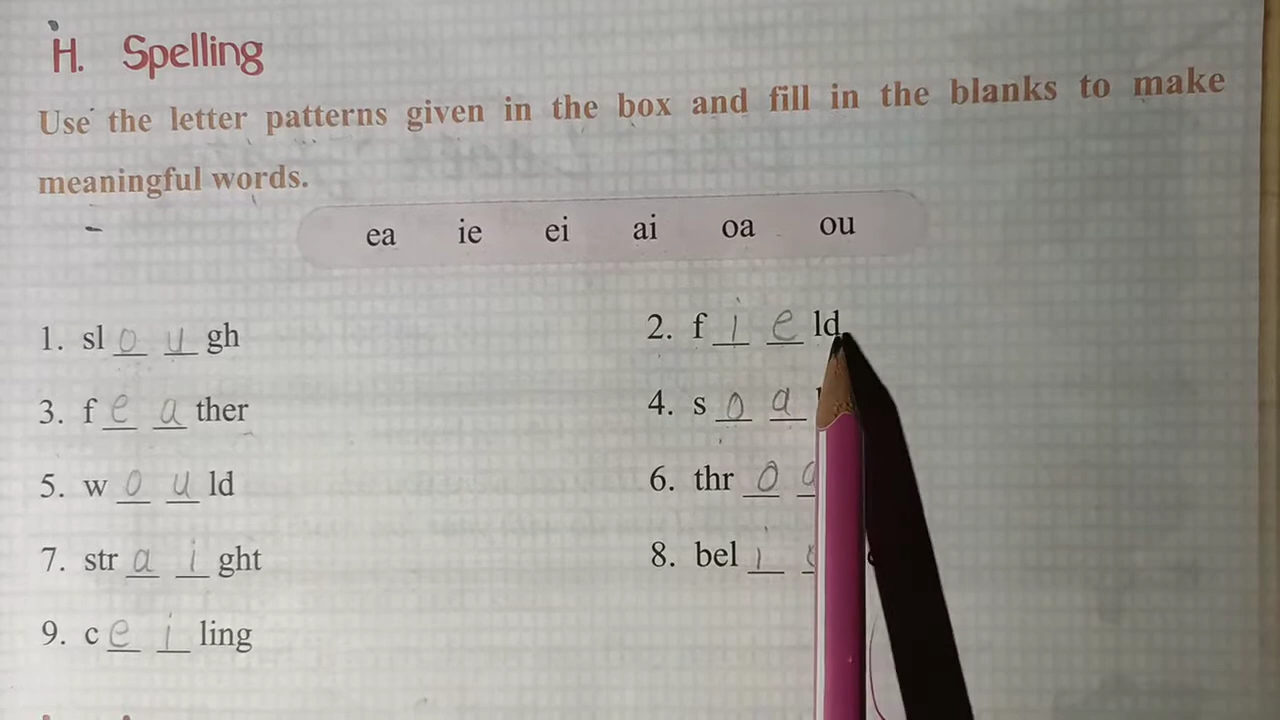 H. Spelling
Use the letter patterns given in the box and fill in the blanks to make
meaningful words.
ea ie ei ai oa ou
1. sl o u gh
2. f i e ld
3. f e a ther
4. s o a
5. w o u ld
6. thr o
7. str a i ght
8. bel i
9. c e i ling